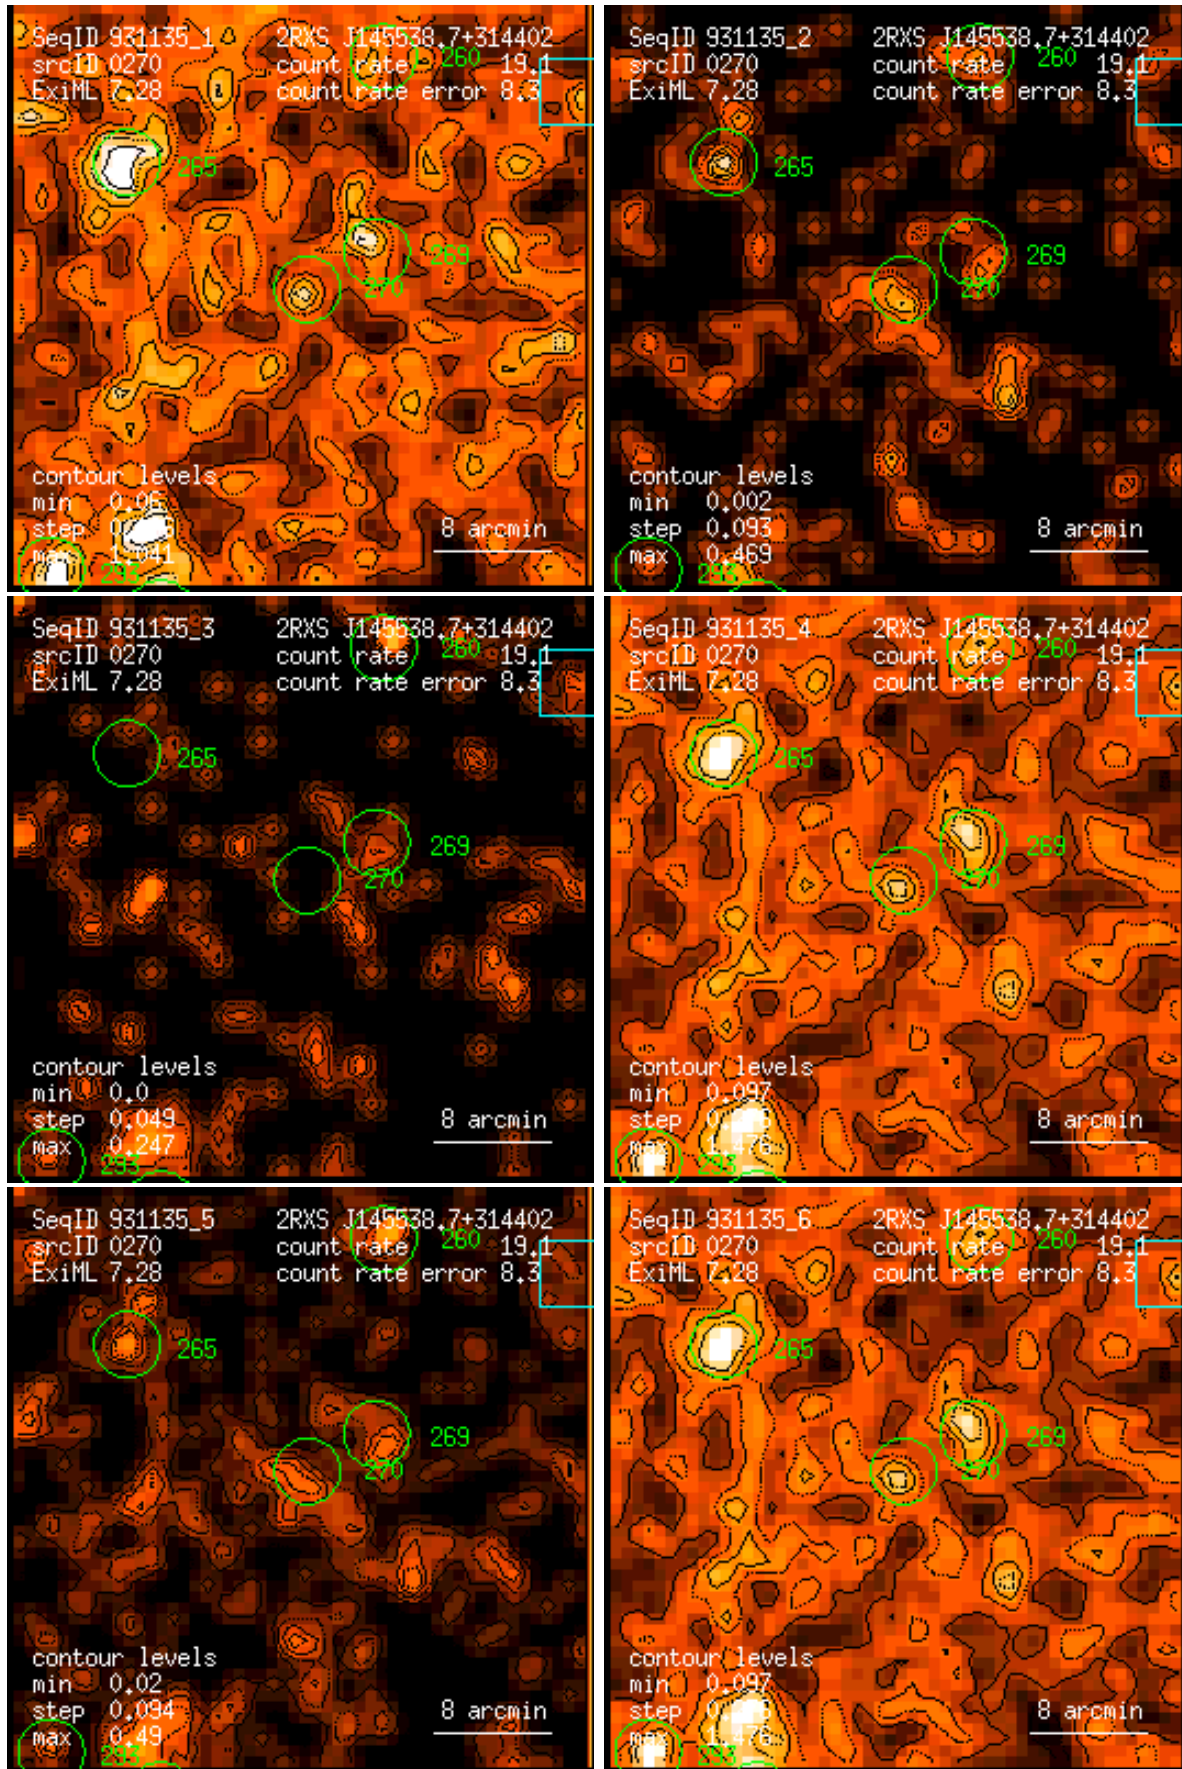 SeqID 931135_1 2RXS J145538.7+314402
srcID 0270 count rate 19.1
ExiML 7.28 count rate error 8.3
260
265
269
270
contour levels
min 0.06
step
max 1.041
8 arcmin
293
SeqID 931135_2 2RXS J145538.7+314402
srcID 0270 count rate 19.1
ExiML 7.28 count rate error 8.3
260
265
269
270
contour levels
min 0.002
step 0.093
max 0.469
8 arcmin
293
SeqID 931135_3 2RXS J145538.7+314402
srcID 0270 count rate 19.1
ExiML 7.28 count rate error 8.3
260
265
269
270
contour levels
min 0.0
step 0.049
max 0.247
8 arcmin
293
SeqID 931135_4 2RXS J145538.7+314402
srcID 0270 count rate 19.1
ExiML 7.28 count rate error 8.3
260
265
269
270
contour levels
min 0.097
step
max 1.476
8 arcmin
293
SeqID 931135_5 2RXS J145538.7+314402
srcID 0270 count rate 19.1
ExiML 7.28 count rate error 8.3
260
265
269
270
contour levels
min 0.02
step 0.094
max 0.49
8 arcmin
293
SeqID 931135_6 2RXS J145538.7+314402
srcID 0270 count rate 19.1
ExiML 7.28 count rate error 8.3
260
265
269
270
contour levels
min 0.097
step
max 1.476
8 arcmin
293